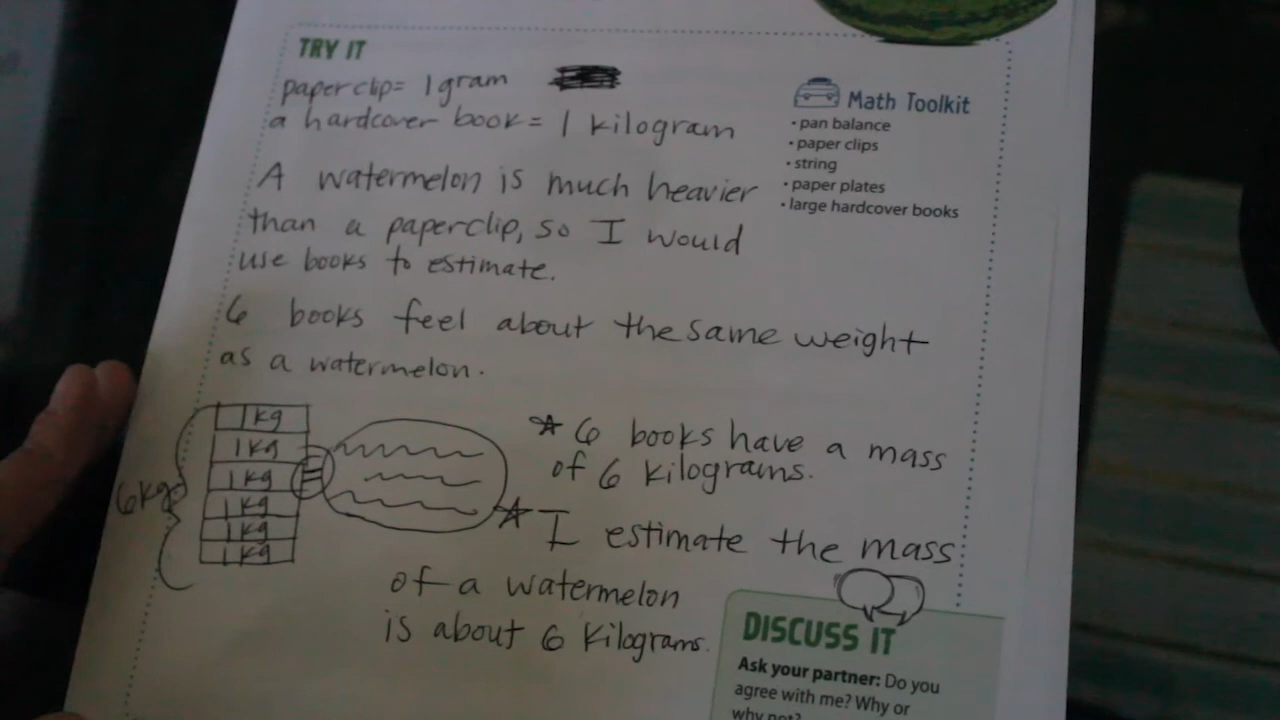 TRY IT
paperclip= 1 gram
a hardcover book= 1 kilogram
A watermelon is much heavier
than a paperclip, so I would
use books to estimate.
6 books feel about the same weight
as a watermelon.
Math Toolkit
• pan balance
• paper clips
• string
• paper plates
• large hardcover books
1kg
1kg
1kg
1kg
1kg
1kg
6kg
=
* 6 books have a mass
of 6 kilograms.
* I estimate the mass
of a watermelon
is about 6 kilograms.
DISCUSS IT
Ask your partner: Do you
agree with me? Why or
why not?